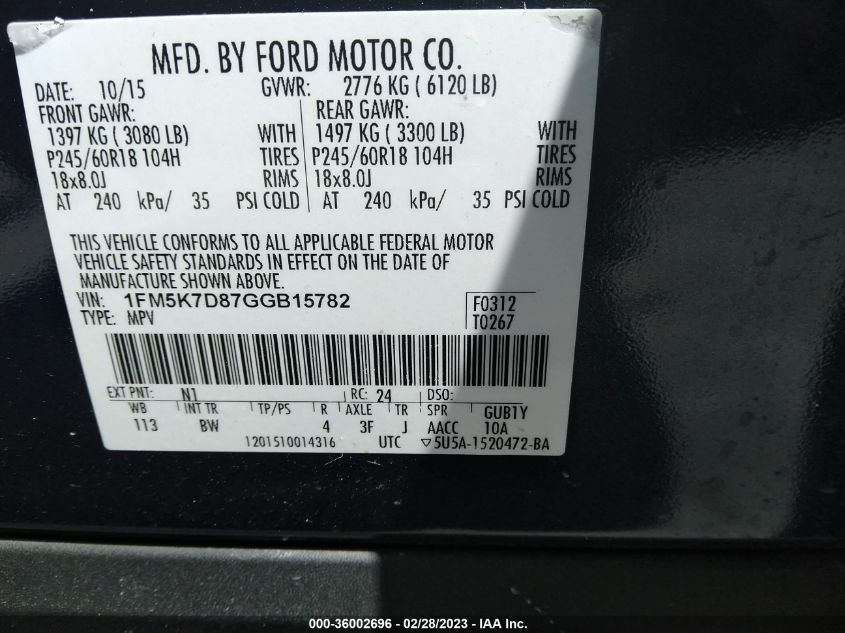 MFD. BY FORD MOTOR CO.
DATE: 10/15 GVWR: 2776 KG ( 6120 LB)
FRONT GAWR: REAR GAWR:
1397 KG ( 3080 LB) WITH 1497 KG ( 3300 LB) WITH
P245/60R18 104H TIRES P245/60R18 104H TIRES
18x8.0J RIMS 18x8.0J RIMS
AT 240 kPa/ 35 PSI COLD AT 240 kPa/ 35 PSI COLD
THIS VEHICLE CONFORMS TO ALL APPLICABLE FEDERAL MOTOR
VEHICLE SAFETY STANDARDS IN EFFECT ON THE DATE OF
MANUFACTURE SHOWN ABOVE.
VIN: 1FM5K7D87GGB15782 F0312
TYPE: MPV T0267
EXT PNT: N1 RC: 24 DSO:
WB INT TR TP/PS R AXLE TR SPR GUB1Y
113 BW 4 3F J AACC 10A
1201510014316 UTC ▽5U5A-1520472-BA
000-36002696 - 02/28/2023 - IAA Inc.